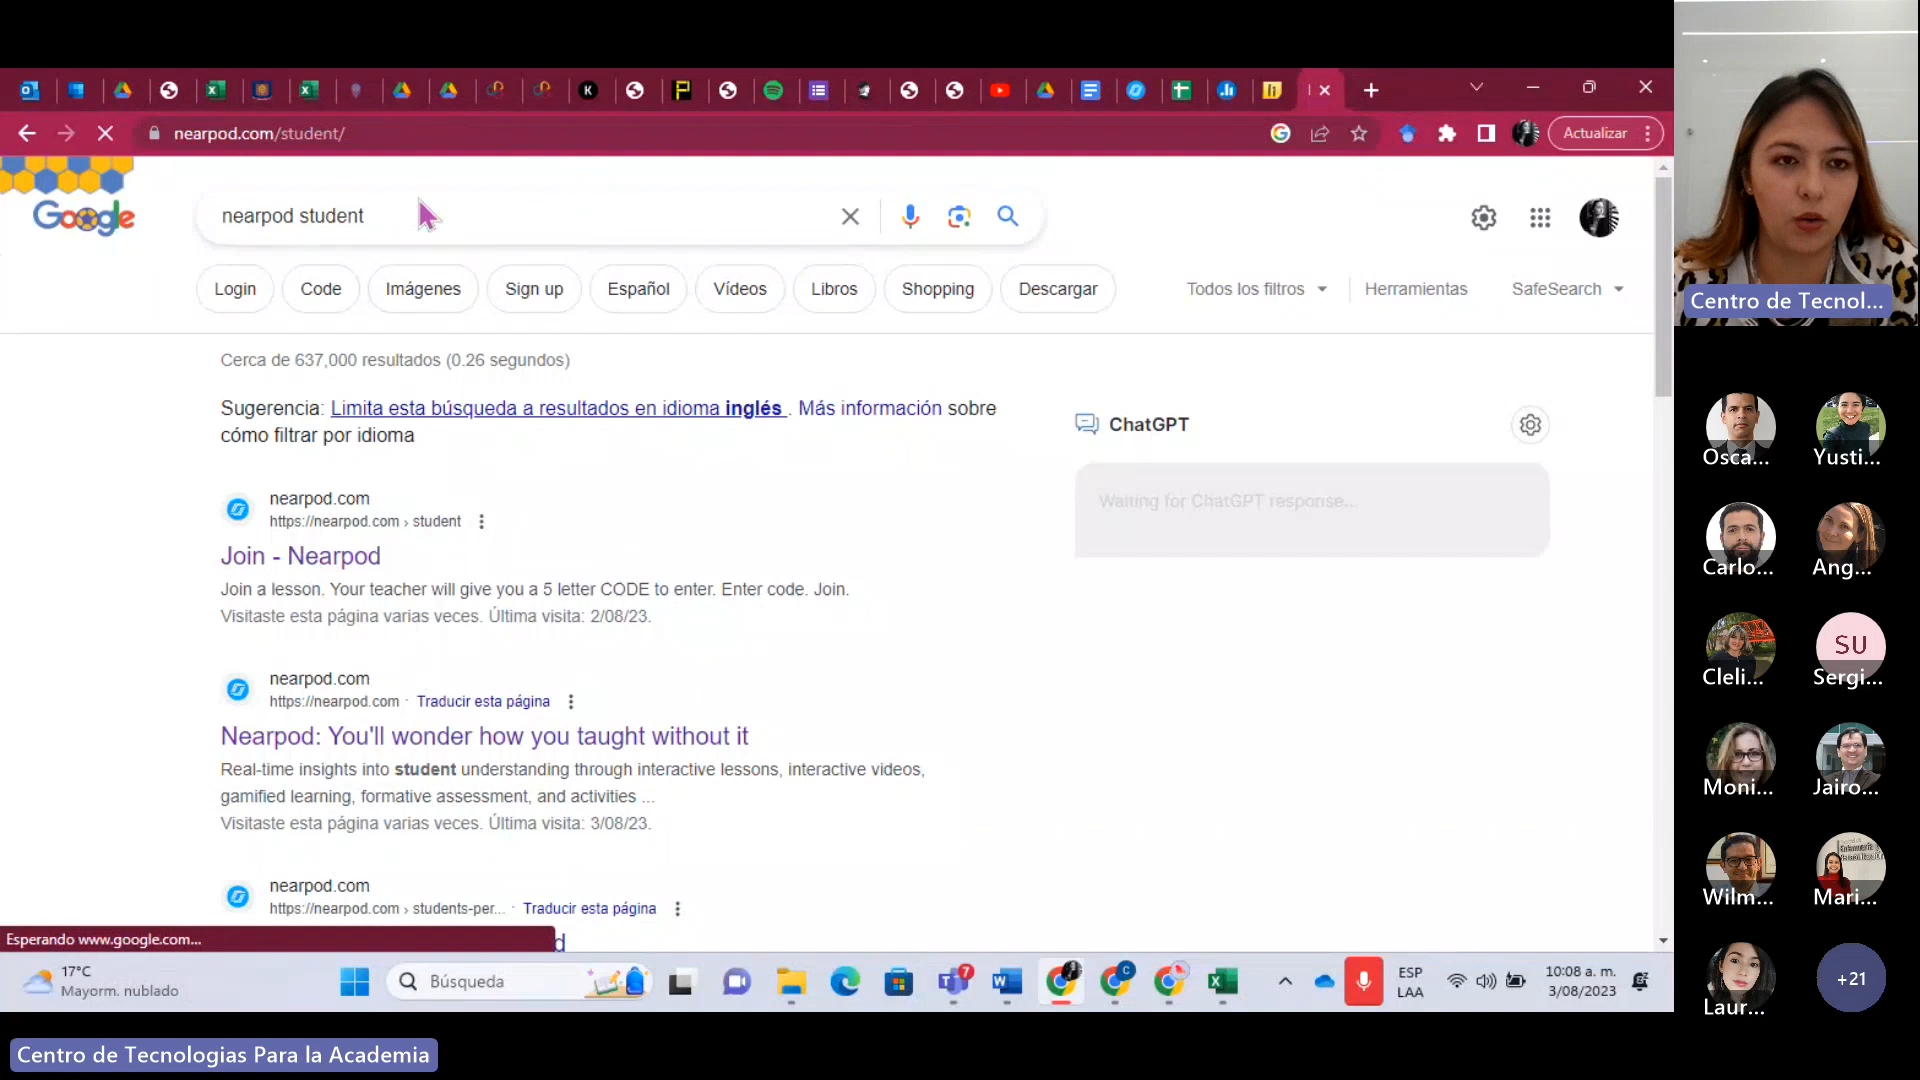 nearpod.com/student/
Actualizar
Google
nearpod student
Login
Code
Imágenes
Sign up
Español
Vídeos
Libros
Shopping
Descargar
Todos los filtros
Herramientas
SafeSearch
Cerca de 637,000 resultados (0.26 segundos)
Sugerencia: Limita esta búsqueda a resultados en idioma inglés . Más información sobre
cómo filtrar por idioma
nearpod.com
https://nearpod.com › student
Join - Nearpod
Join a lesson. Your teacher will give you a 5 letter CODE to enter. Enter code. Join.
Visitaste esta página varias veces. Última visita: 2/08/23.
nearpod.com
https://nearpod.com · Traducir esta página
Nearpod: You'll wonder how you taught without it
Real-time insights into student understanding through interactive lessons, interactive videos,
gamified learning, formative assessment, and activities ...
Visitaste esta página varias veces. Última visita: 3/08/23.
nearpod.com
https://nearpod.com › students-per... · Traducir esta página
d
ChatGPT
Waiting for ChatGPT response...
Esperando www.google.com...
17°C
Mayorm. nublado
Búsqueda
7
C
ESP
LAA
10:08 a. m.
3/08/2023
Centro de Tecnologias Para la Academia
Centro de Tecnol...
Osca...
Yusti...
Carlo...
Ang...
Cleli...
SU
Sergi...
Moni...
Jairo...
Wilm...
Mari...
Laur...
+21